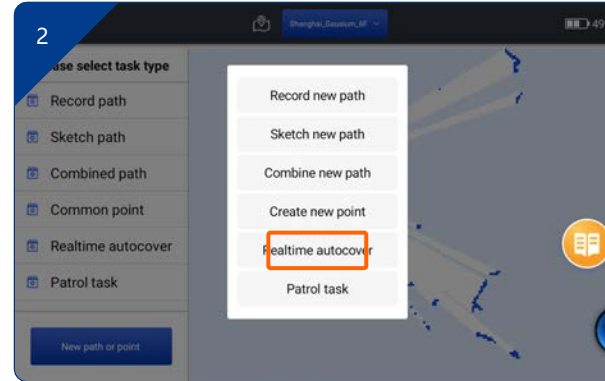 2
Shanghai_Gausium_6F
49
ase select task type
Record path
Sketch path
Combined path
Common point
Realtime autocover
Patrol task
New path or point
Record new path
Sketch new path
Combine new path
Create new point
Realtime autocover
Patrol task